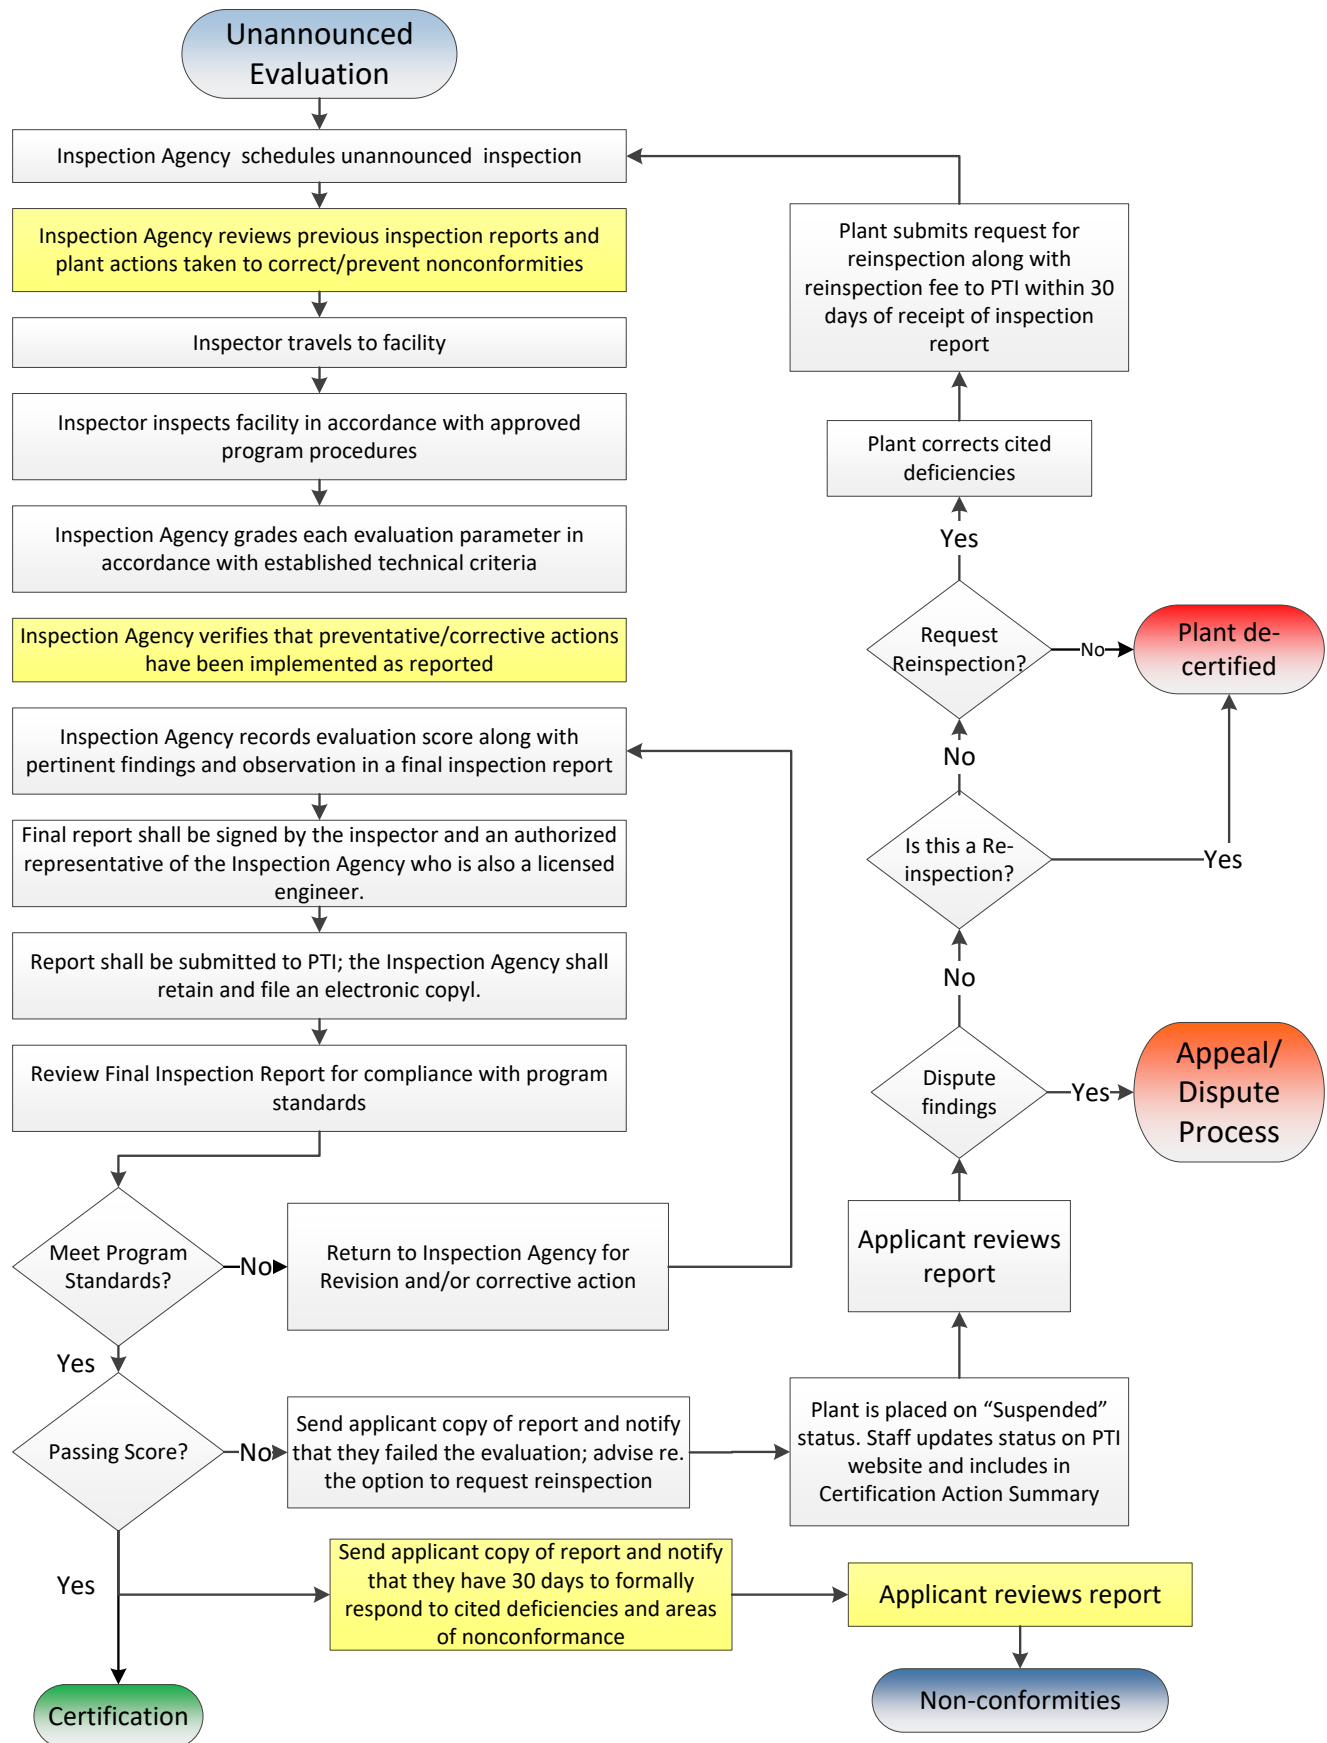 Unannounced
Evaluation
Inspection Agency schedules unannounced inspection
Inspection Agency reviews previous inspection reports and
plant actions taken to correct/prevent nonconformities
Inspector travels to facility
Inspector inspects facility in accordance with approved
program procedures
Inspection Agency grades each evaluation parameter in
accordance with established technical criteria
Inspection Agency verifies that preventative/corrective actions
have been implemented as reported
Inspection Agency records evaluation score along with
pertinent findings and observation in a final inspection report
Final report shall be signed by the inspector and an authorized
representative of the Inspection Agency who is also a licensed
engineer.
Report shall be submitted to PTI; the Inspection Agency shall
retain and file an electronic copyl.
Review Final Inspection Report for compliance with program
standards
Meet Program
Standards?
No
Return to Inspection Agency for
Revision and/or corrective action
Yes
Passing Score?
No
Send applicant copy of report and notify
that they failed the evaluation; advise re.
the option to request reinspection
Plant is placed on “Suspended”
status. Staff updates status on PTI
website and includes in
Certification Action Summary
Applicant reviews
report
Dispute
findings
Yes
Appeal/
Dispute
Process
No
Is this a Re-
inspection?
Yes
No
Request
Reinspection?
No
Plant de-
certified
Yes
Plant corrects cited
deficiencies
Plant submits request for
reinspection along with
reinspection fee to PTI within 30
days of receipt of inspection
report
Yes
Send applicant copy of report and notify
that they have 30 days to formally
respond to cited deficiencies and areas
of nonconformance
Applicant reviews report
Non-conformities
Certification